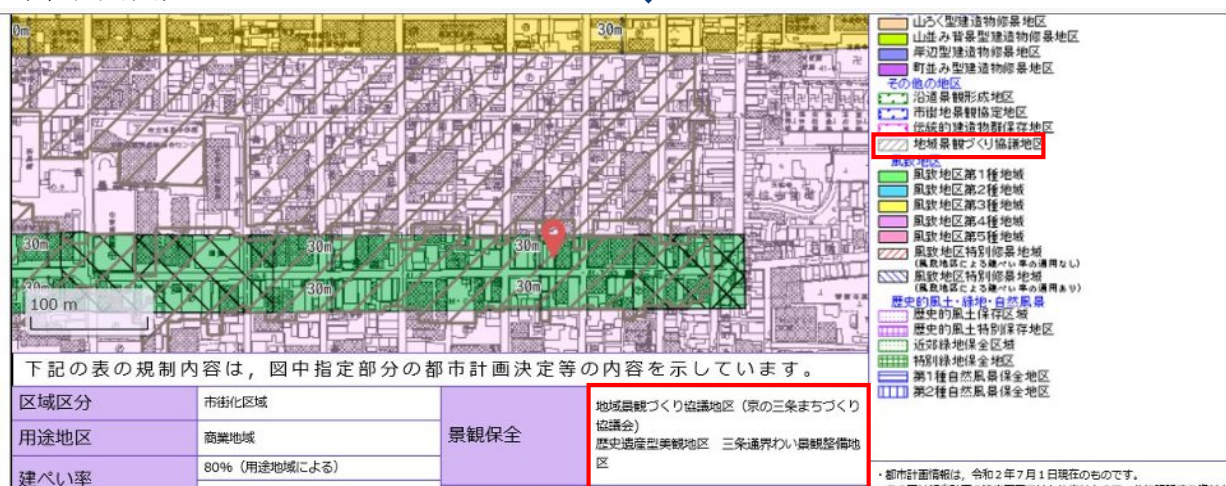 0m
30m
30m
30m
30m
30m
30m
100 m
下記の表の規制内容は，図中指定部分の都市計画決定等の内容を示しています。
区域区分
市街化区域
用途地区
商業地域
建ぺい率
80%（用途地域による）
景観保全
地域景観づくり協議地区（京の三条まちづくり
協議会)
歴史遺産型美観地区　三条通界わい景観整備地
区
山ろく型建造物修景地区
山並み背景型建造物修景地区
岸辺型建造物修景地区
町並み型建造物修景地区
その他の地区
沿道景観形成地区
市街地景観協定地区
伝統的建造物群保存地区
地域景観づくり協議地区
風致地区
風致地区第1種地域
風致地区第2種地域
風致地区第3種地域
風致地区第4種地域
風致地区第5種地域
風致地区特別修景地域
(風致地区による建ぺい率の適用なし)
風致地区特別修景地域
(風致地区による建ぺい率の適用あり)
歴史的風土・緑地・自然風景
歴史的風土保存区域
歴史的風土特別保存地区
近郊緑地保全区域
特別緑地保全地区
第1種自然風景保全地区
第2種自然風景保全地区
・都市計画情報は，令和2年7月1日現在のものです。